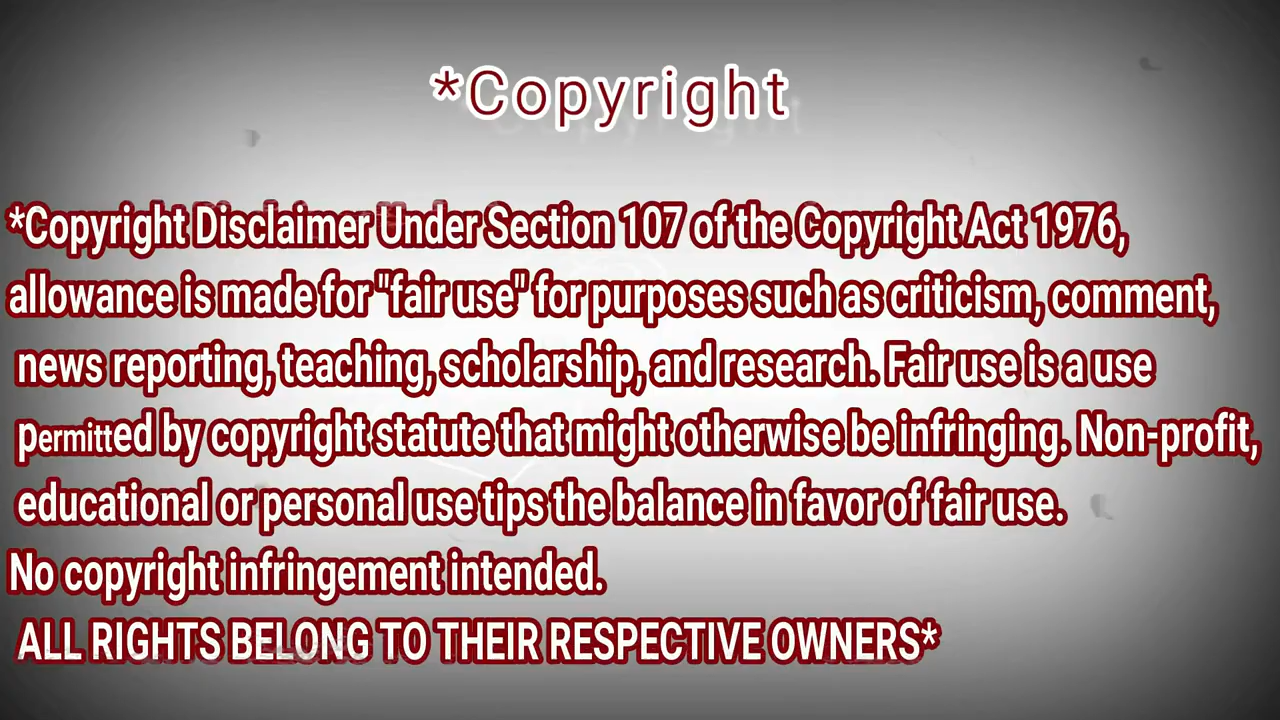 *Copyright
*Copyright Disclaimer Under Section 107 of the Copyright Act 1976,
allowance is made for "fair use" for purposes such as criticism, comment,
news reporting, teaching, scholarship, and research. Fair use is a use
permitted by copyright statute that might otherwise be infringing. Non-profit,
educational or personal use tips the balance in favor of fair use.
No copyright infringement intended.
ALL RIGHTS BELONG TO THEIR RESPECTIVE OWNERS*